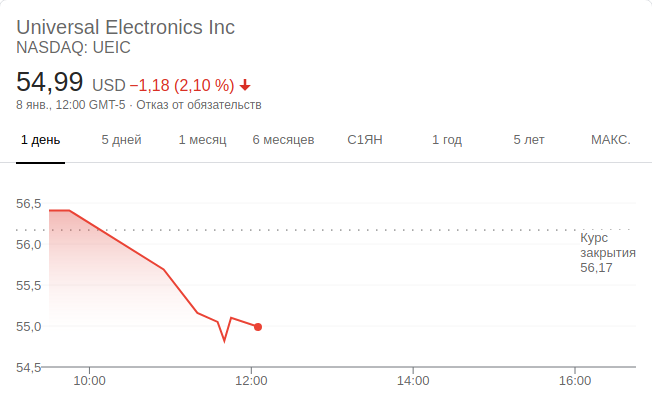 Universal Electronics Inc
NASDAQ: UEIC
54,99 USD −1,18 (2,10 %)
8 янв., 12:00 GMT-5 · Отказ от обязательств
1 день 5 дней 1 месяц 6 месяцев С1ЯН 1 год 5 лет МАКС.
56,5
56,0
55,5
55,0
54,5
Курс
закрытия
56,17
10:00 12:00 14:00 16:00